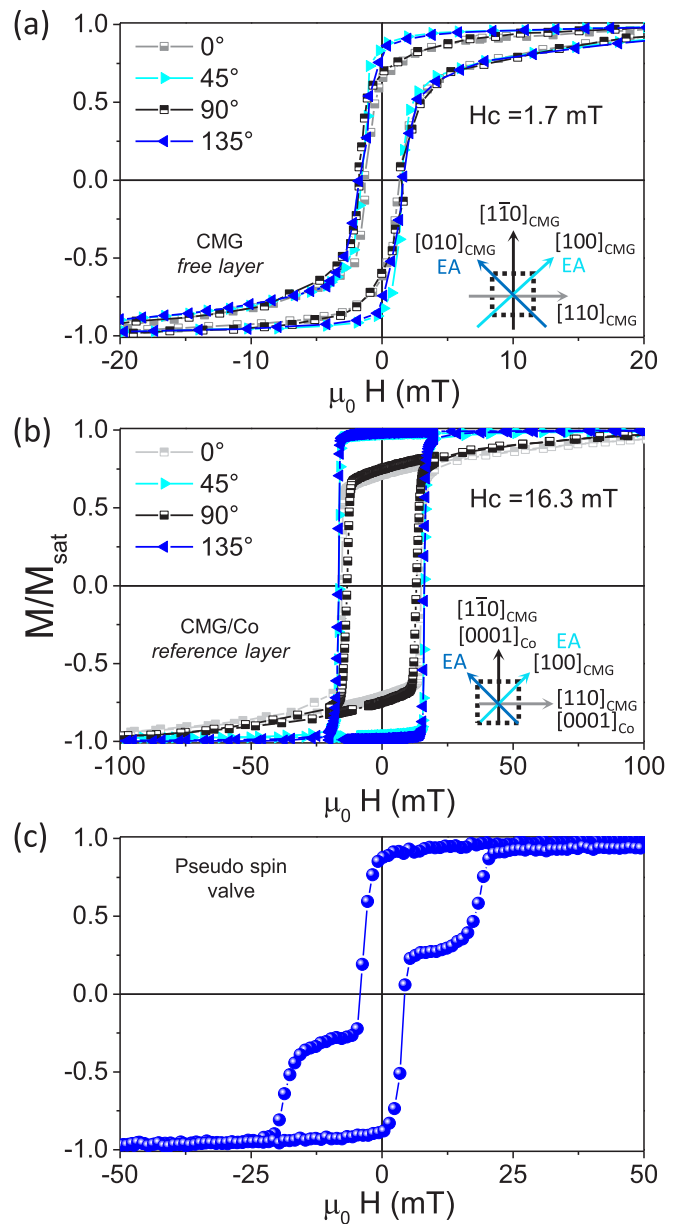 (a)
1.0
0.5
0.0
-0.5
-1.0
0°
45°
90°
135°
Hc =1.7 mT
CMG
free layer
[11̅0]CMG
[010]CMG
[100]CMG
EA
EA
[110]CMG
-20
-10
0
10
20
μ0 H (mT)
(b)
M/Msat
1.0
0.5
0.0
-0.5
-1.0
0°
45°
90°
135°
Hc =16.3 mT
CMG/Co
reference layer
[11̅0]CMG
[0001]Co
EA
EA
[100]CMG
[110]CMG
[0001]Co
-100
-50
0
50
100
μ0 H (mT)
(c)
1.0
0.5
0.0
-0.5
-1.0
Pseudo spin
valve
-50
-25
0
25
50
μ0 H (mT)